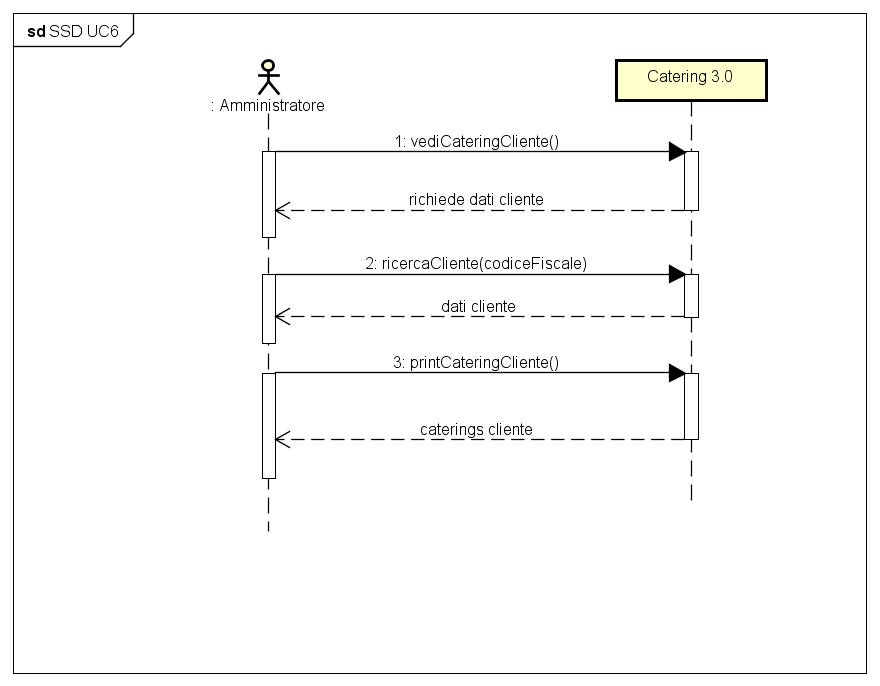 sd SSD UC6
Catering 3.0
: Amministratore
1: vediCateringCliente()
richiede dati cliente
2: ricercaCliente(codiceFiscale)
dati cliente
3: printCateringCliente()
caterings cliente